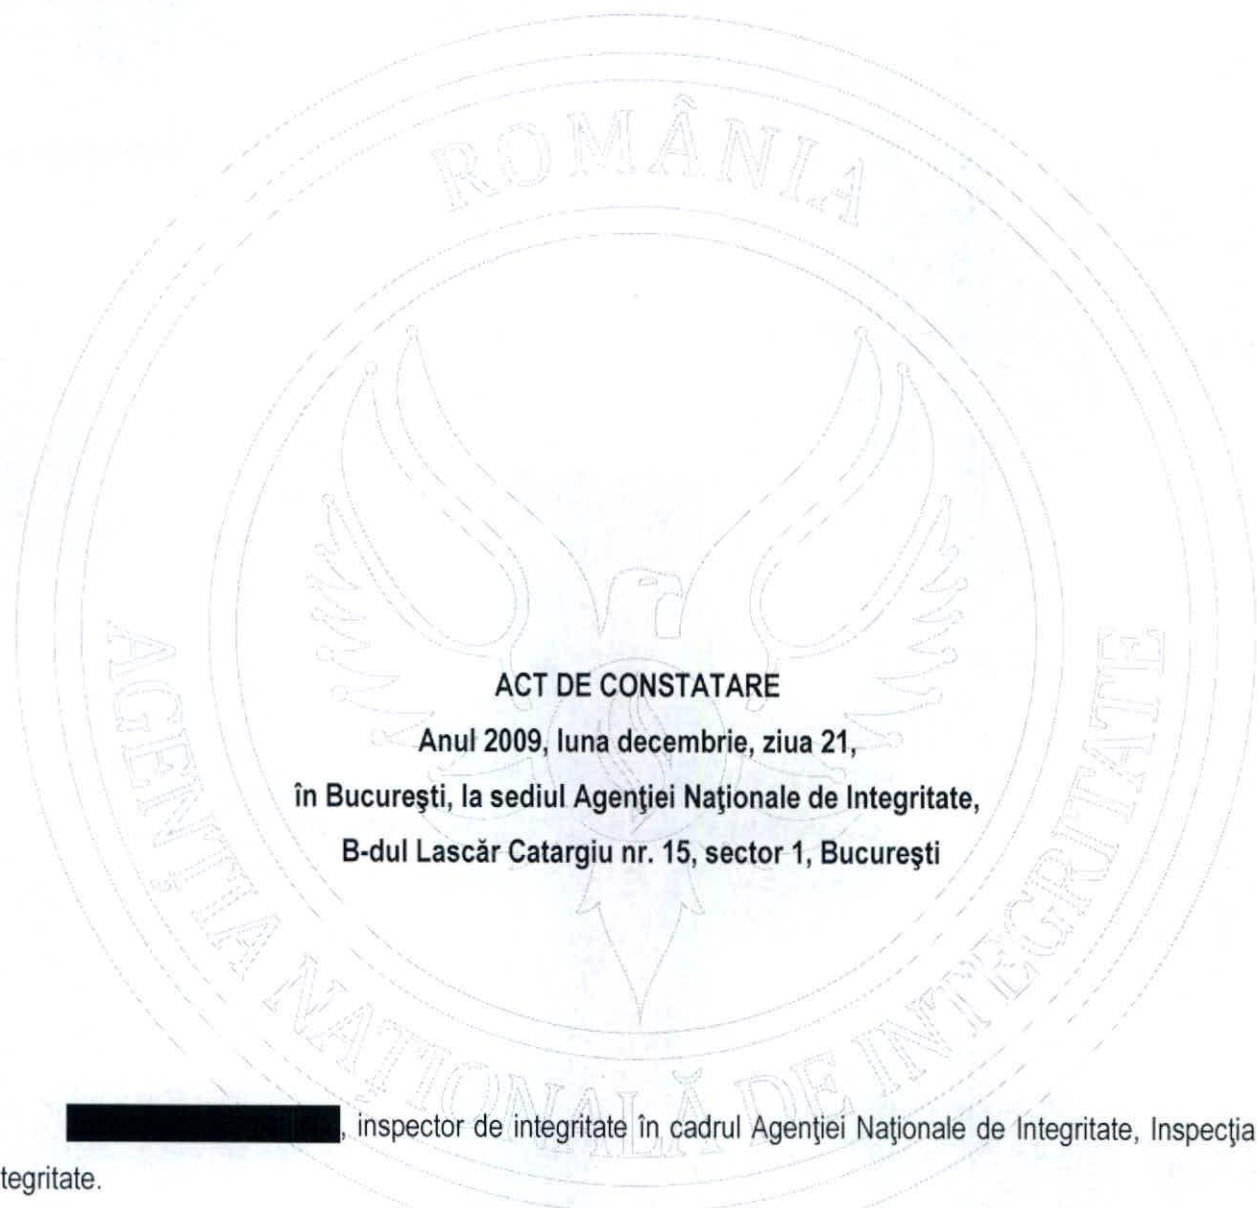 ROMÂNIA
ACT DE CONSTATARE
Anul 2009, luna decembrie, ziua 21,
în Bucureşti, la sediul Agenţiei Naţionale de Integritate,
B-dul Lascăr Catargiu nr. 15, sector 1, Bucureşti
AGENŢIA NAŢIONALĂ DE INTEGRITATE
, inspector de integritate în cadrul Agenţiei Naţionale de Integritate, Inspecţia
tegritate.